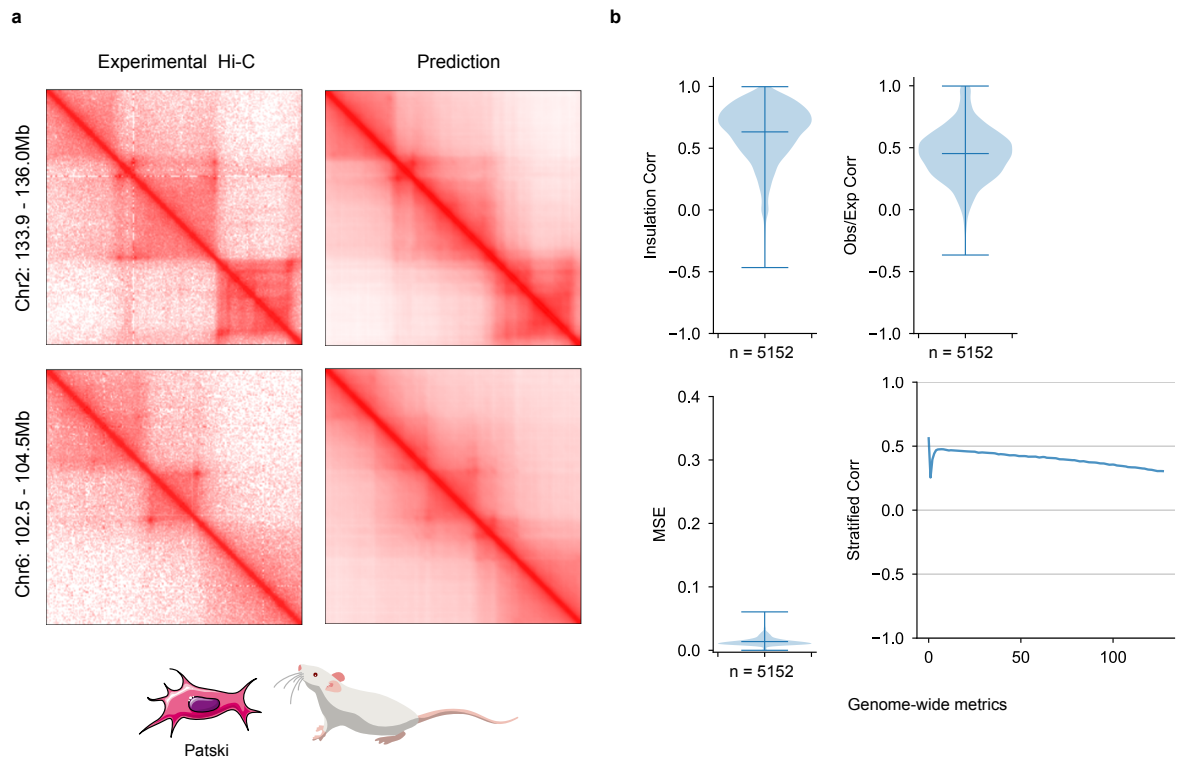 a
Experimental Hi-C
Prediction
Chr2: 133.9 - 136.0Mb
Chr6: 102.5 - 104.5Mb
Patski
b
Insulation Corr
1.0
0.5
0.0
−0.5
−1.0
n = 5152
Obs/Exp Corr
1.0
0.5
0.0
−0.5
−1.0
n = 5152
MSE
0.4
0.3
0.2
0.1
0.0
n = 5152
Stratified Corr
1.0
0.5
0.0
−0.5
−1.0
0 50 100
Genome-wide metrics